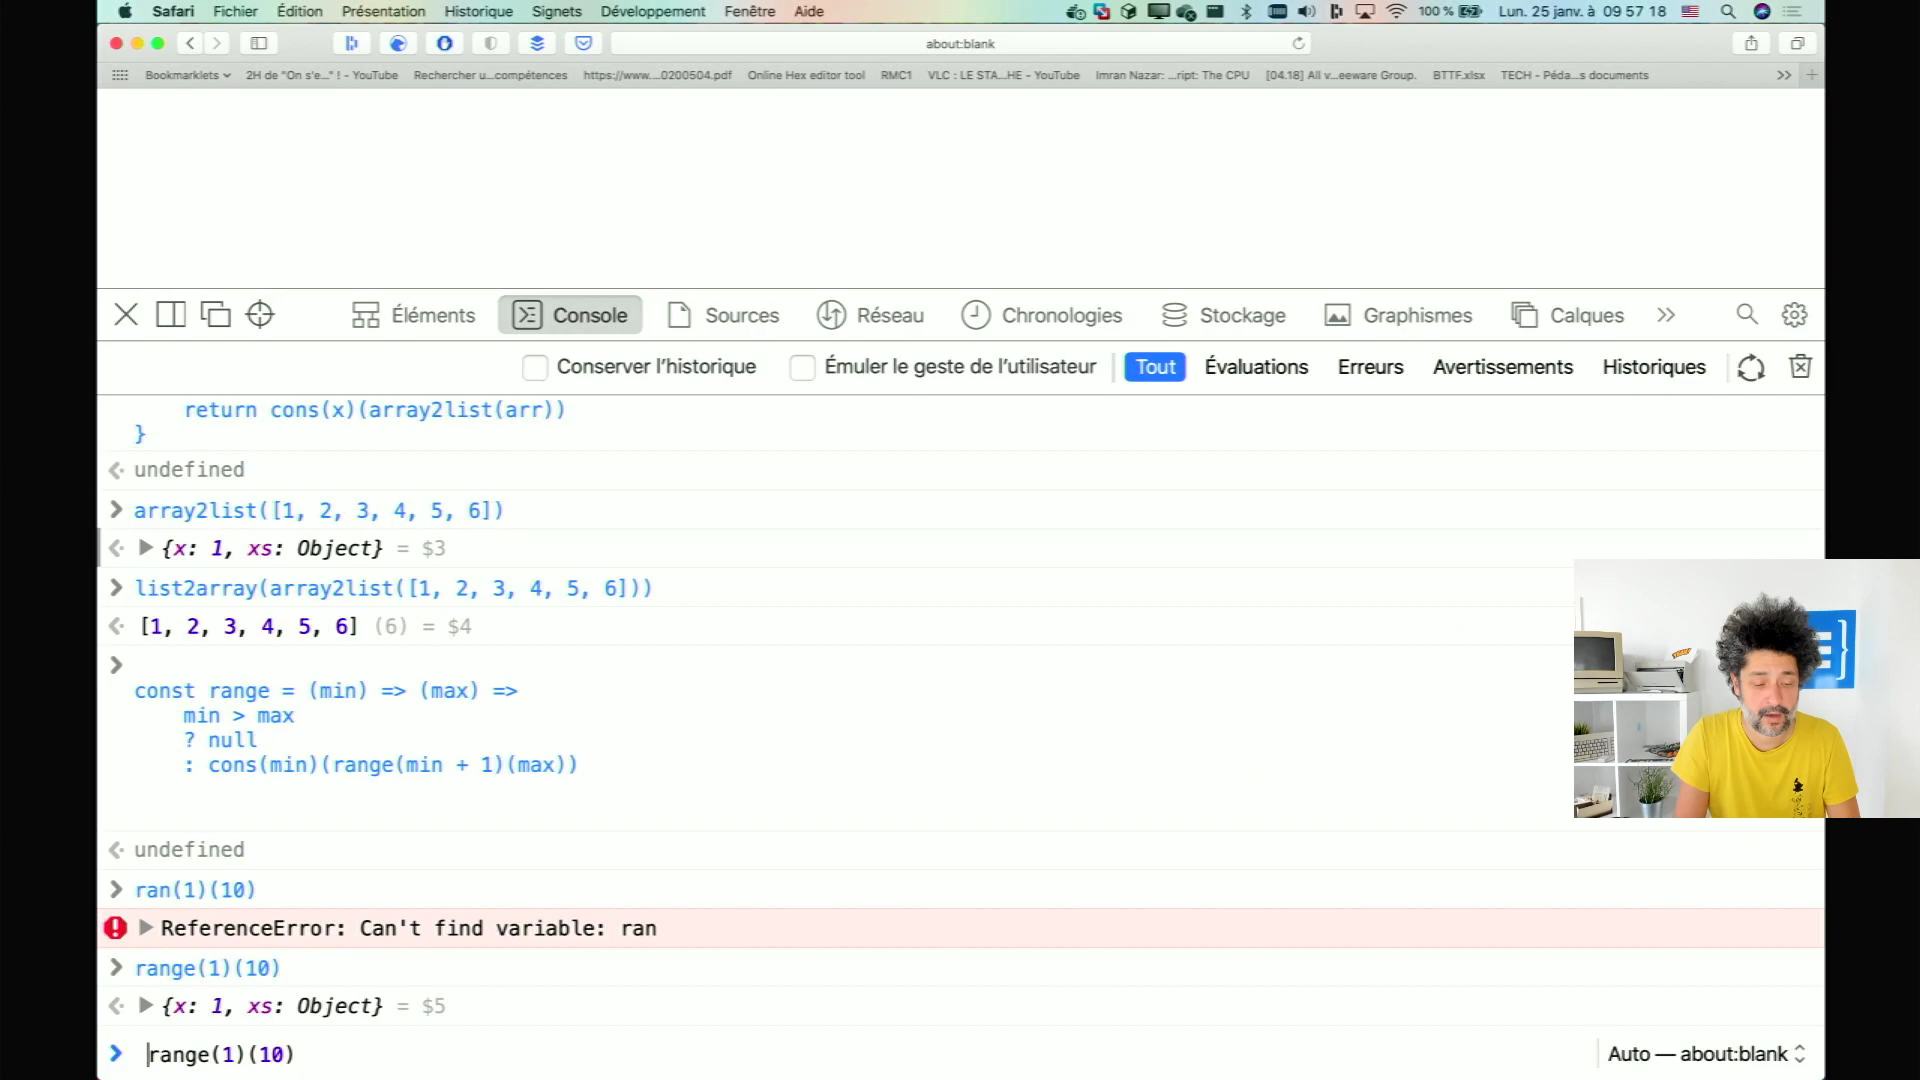 Safari Fichier Édition Présentation Historique Signets Développement Fenêtre Aide 100 % Lun. 25 janv. à 09 57 18
about:blank
Bookmarklets 2H de "On s'e..." ! - YouTube Rechercher u...compétences https://www....0200504.pdf Online Hex editor tool RMC1 VLC : LE STA...HE - YouTube Imran Nazar: ...ript: The CPU [04.18] All v...eeware Group. BTTF.xlsx TECH - Péda...s documents >> +
Éléments Console Sources Réseau Chronologies Stockage Graphismes Calques >>
Conserver l’historique Émuler le geste de l’utilisateur Tout Évaluations Erreurs Avertissements Historiques
return cons(x)(array2list(arr))
}
undefined
array2list([1, 2, 3, 4, 5, 6])
{x: 1, xs: Object} = $3
list2array(array2list([1, 2, 3, 4, 5, 6]))
[1, 2, 3, 4, 5, 6] (6) = $4
const range = (min) => (max) =>
min > max
? null
: cons(min)(range(min + 1)(max))
undefined
ran(1)(10)
ReferenceError: Can't find variable: ran
range(1)(10)
{x: 1, xs: Object} = $5
range(1)(10)
Auto — about:blank